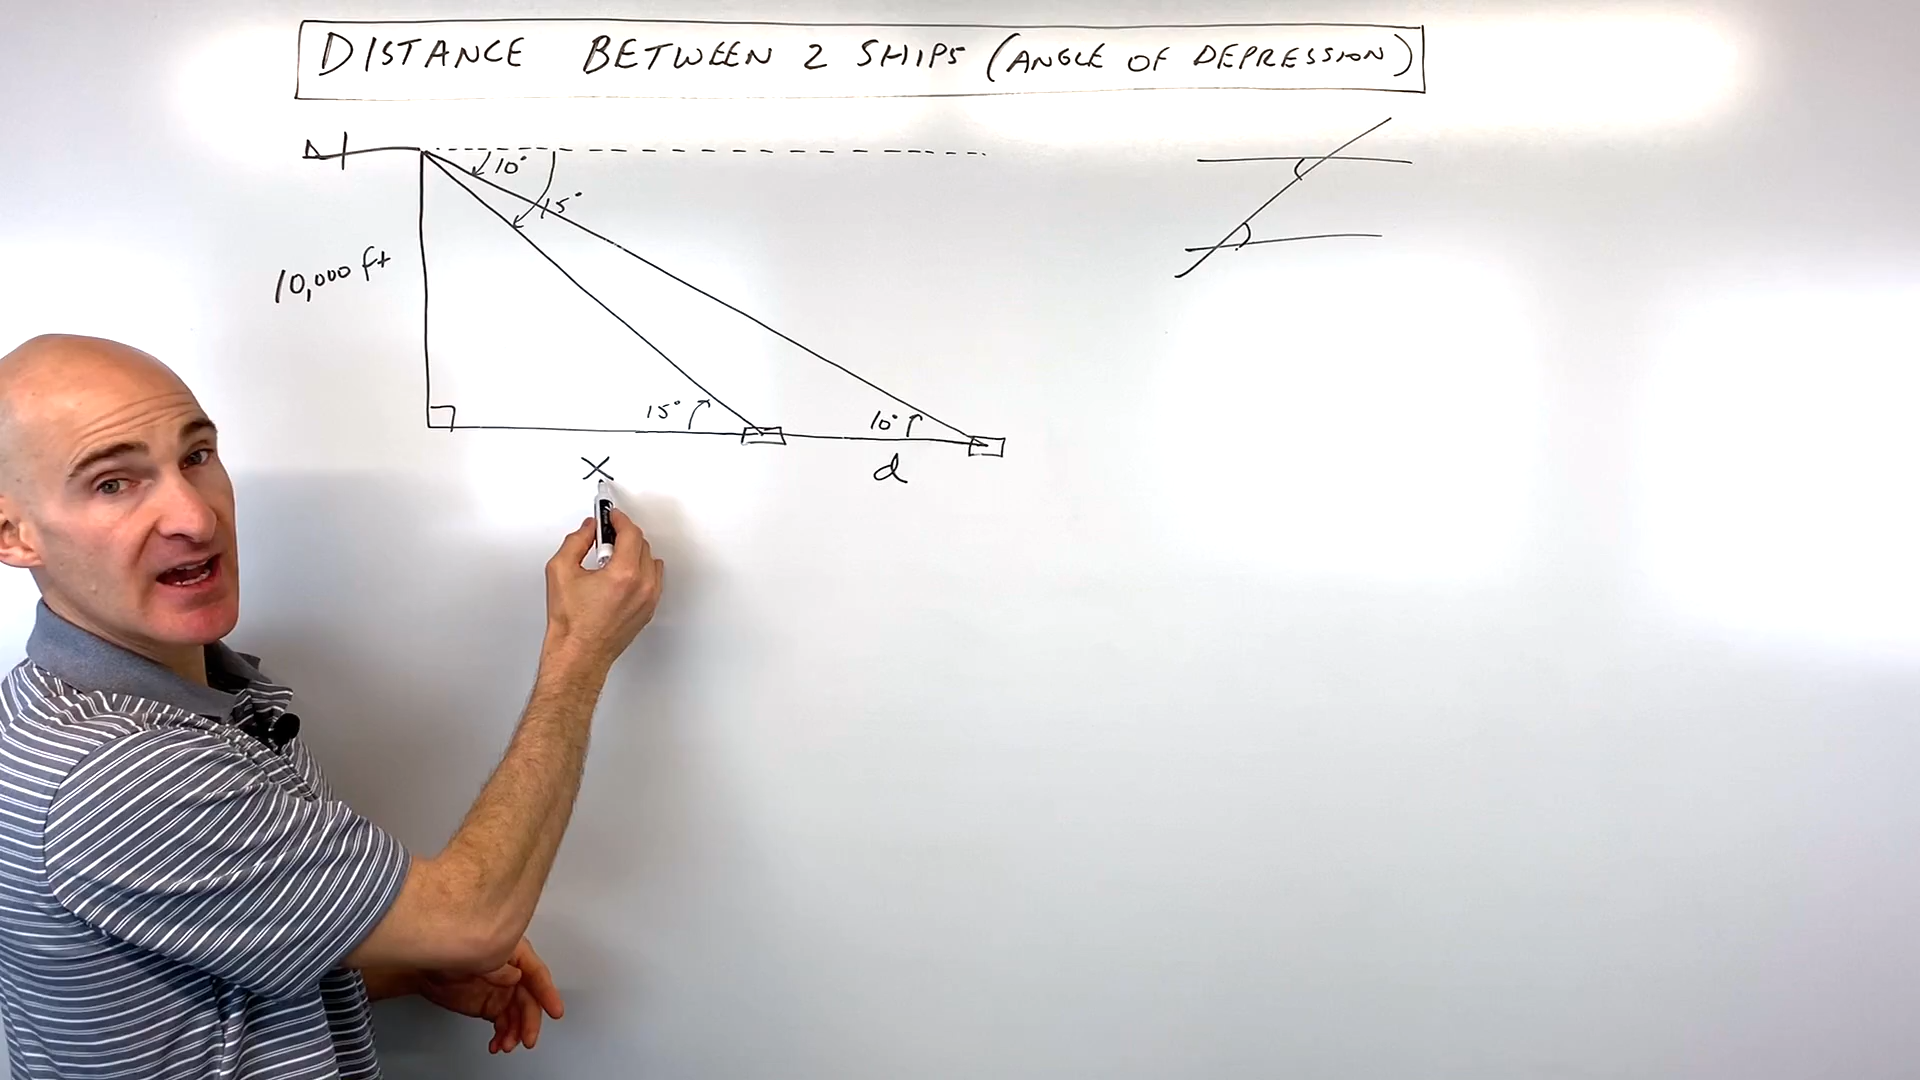 DISTANCE BETWEEN 2 SHIPS (ANGLE OF DEPRESSION)
10°
15°
10,000 ft
15°
10°
X
d